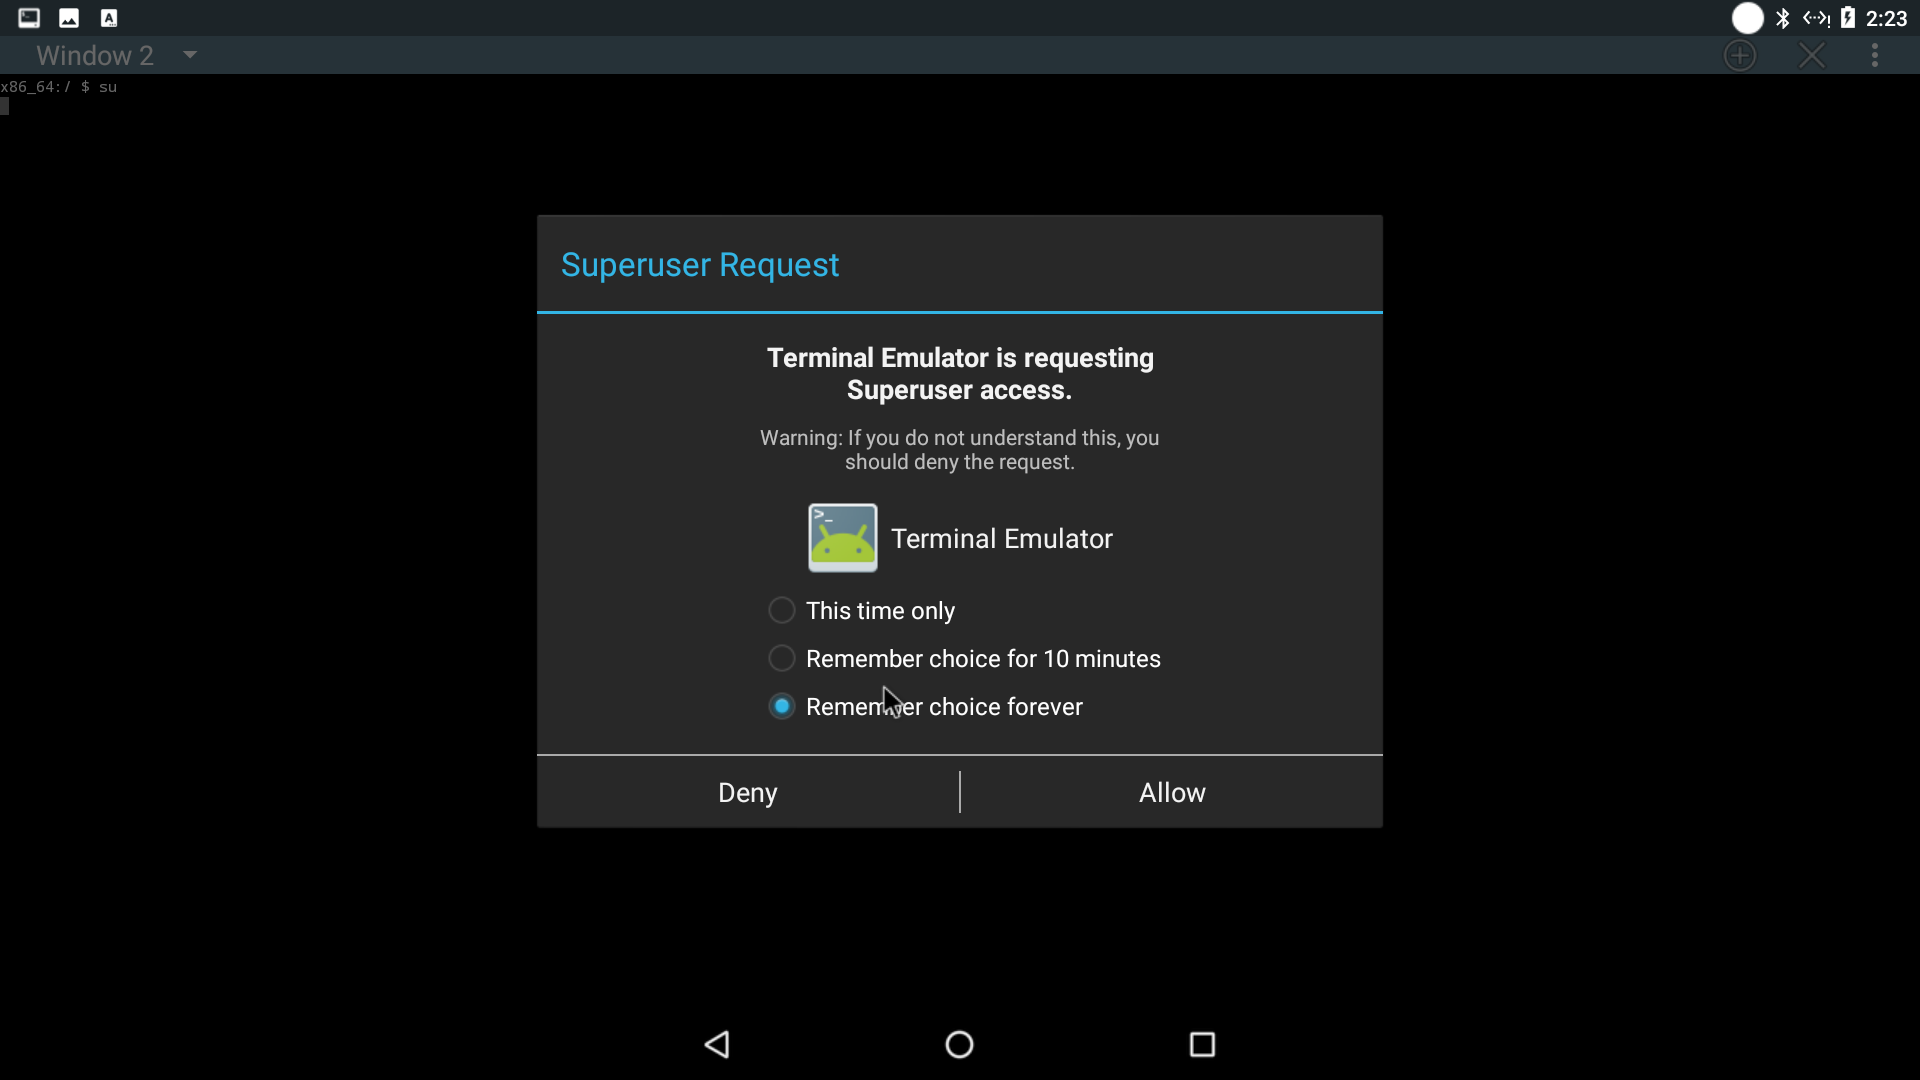 2:23
Window 2
x86_64:/ $ su
Superuser Request
Terminal Emulator is requesting
Superuser access.
Warning: If you do not understand this, you
should deny the request.
>_
Terminal Emulator
This time only
Remember choice for 10 minutes
Remember choice forever
Deny
Allow